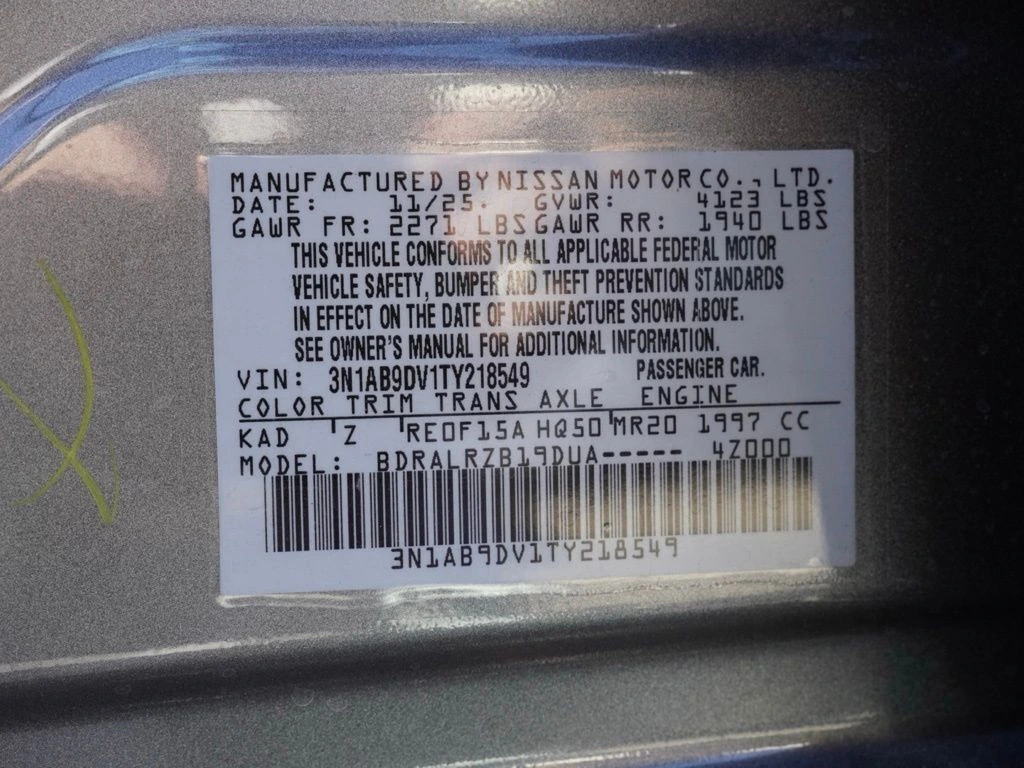 MANUFACTURED BY NISSAN MOTOR CO., LTD.
DATE: 11/25. GVWR: 4123 LBS
GAWR FR: 2271 LBS GAWR RR: 1940 LBS
THIS VEHICLE CONFORMS TO ALL APPLICABLE FEDERAL MOTOR
VEHICLE SAFETY, BUMPER AND THEFT PREVENTION STANDARDS
IN EFFECT ON THE DATE OF MANUFACTURE SHOWN ABOVE.
SEE OWNER'S MANUAL FOR ADDITIONAL INFORMATION.
VIN: 3N1AB9DV1TY218549 PASSENGER CAR.
COLOR TRIM TRANS AXLE ENGINE
KAD Z RE0F15A HQ50 MR20 1997 CC
MODEL: BDRALRZB19DUA----- 4Z000
3N1AB9DV1TY218549